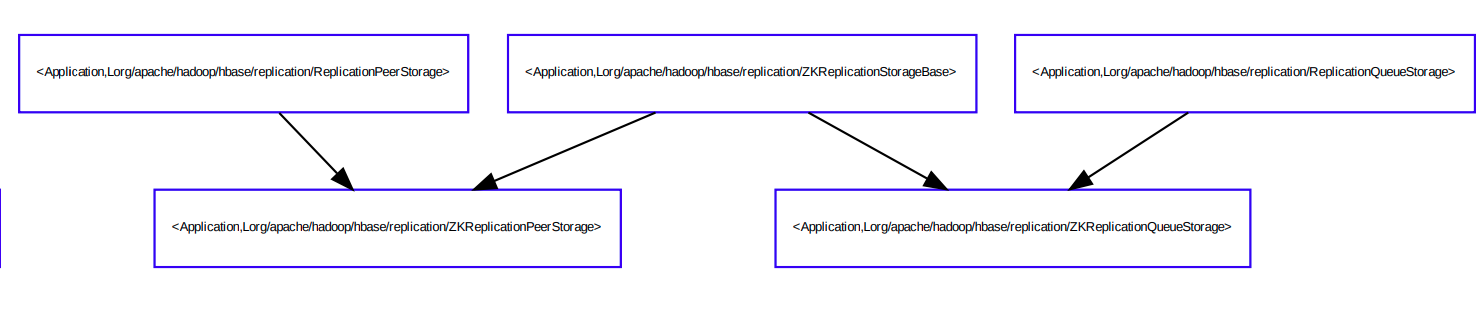 <Application,Lorg/apache/hadoop/hbase/replication/ReplicationPeerStorage>
<Application,Lorg/apache/hadoop/hbase/replication/ZKReplicationStorageBase>
<Application,Lorg/apache/hadoop/hbase/replication/ReplicationQueueStorage>
<Application,Lorg/apache/hadoop/hbase/replication/ZKReplicationPeerStorage>
<Application,Lorg/apache/hadoop/hbase/replication/ZKReplicationQueueStorage>